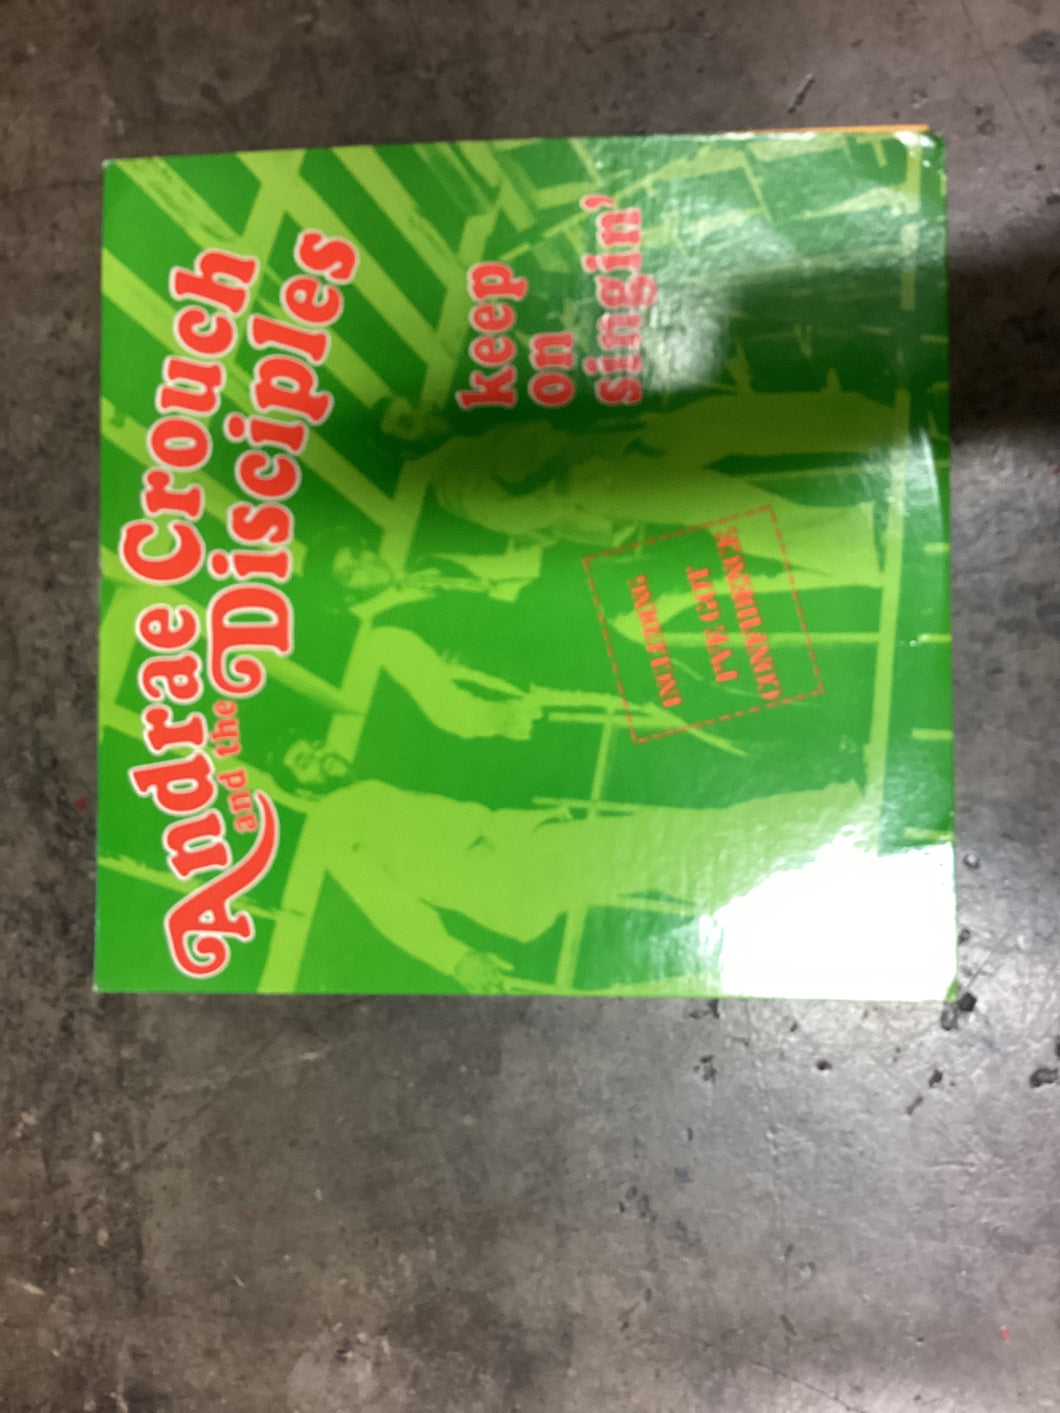 Andrae Crouch
and the Disciples
keep
on
singin'
INCLUDING
I'VE GOT
CONFIDENCE